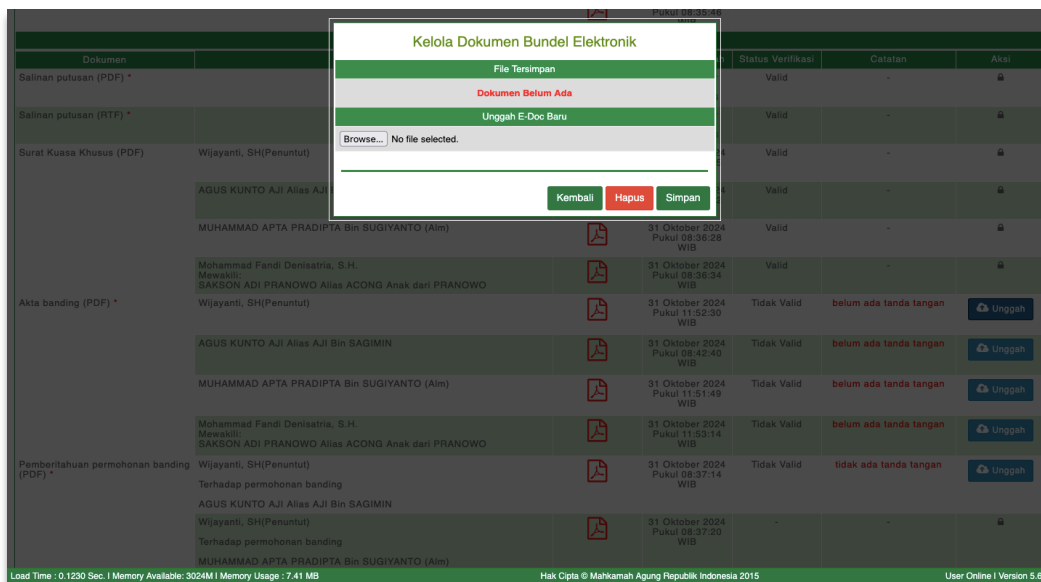 Pukul 08:35:46
WIB
Kelola Dokumen Bundel Elektronik
File Tersimpan
Dokumen Belum Ada
Unggah E-Doc Baru
Browse... No file selected.
Kembali Hapus Simpan
Dokumen Status Verifikasi Catatan Aksi
Salinan putusan (PDF) * Valid -
Salinan putusan (RTF) * Valid -
Surat Kuasa Khusus (PDF) Wijayanti, SH(Penuntut) Valid -
AGUS KUNTO AJI Alias AJI Valid -
MUHAMMAD APTA PRADIPTA Bin SUGIYANTO (Alm) 31 Oktober 2024 Valid -
Pukul 08:36:28
WIB
Mohammad Fandi Denisatria, S.H. 31 Oktober 2024 Valid -
Mewakili: Pukul 08:36:34
SAKSON ADI PRANOWO Alias ACONG Anak dari PRANOWO WIB
Akta banding (PDF) * Wijayanti, SH(Penuntut) 31 Oktober 2024 Tidak Valid belum ada tanda tangan Unggah
Pukul 11:52:30
WIB
AGUS KUNTO AJI Alias AJI Bin SAGIMIN 31 Oktober 2024 Tidak Valid belum ada tanda tangan Unggah
Pukul 08:42:40
WIB
MUHAMMAD APTA PRADIPTA Bin SUGIYANTO (Alm) 31 Oktober 2024 Tidak Valid belum ada tanda tangan Unggah
Pukul 11:51:49
WIB
Mohammad Fandi Denisatria, S.H. 31 Oktober 2024 Tidak Valid belum ada tanda tangan Unggah
Mewakili: Pukul 11:53:14
SAKSON ADI PRANOWO Alias ACONG Anak dari PRANOWO WIB
Pemberitahuan permohonan banding Wijayanti, SH(Penuntut) 31 Oktober 2024 Tidak Valid tidak ada tanda tangan Unggah
(PDF) * Pukul 08:37:14
Terhadap permohonan banding WIB
AGUS KUNTO AJI Alias AJI Bin SAGIMIN
Wijayanti, SH(Penuntut) 31 Oktober 2024 - -
Terhadap permohonan banding Pukul 08:37:20
WIB
MUHAMMAD APTA PRADIPTA Bin SUGIYANTO (Alm)
Load Time : 0.1230 Sec. I Memory Available: 3024M I Memory Usage : 7.41 MB Hak Cipta © Mahkamah Agung Republik Indonesia 2015 User Online I Version 5.6